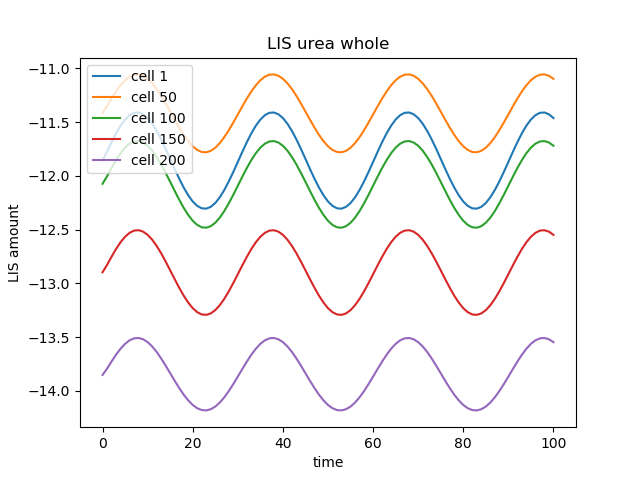 LIS urea whole
cell 1
cell 50
cell 100
cell 150
cell 200
−11.0
−11.5
−12.0
−12.5
−13.0
−13.5
−14.0
LIS amount
0 20 40 60 80 100
time